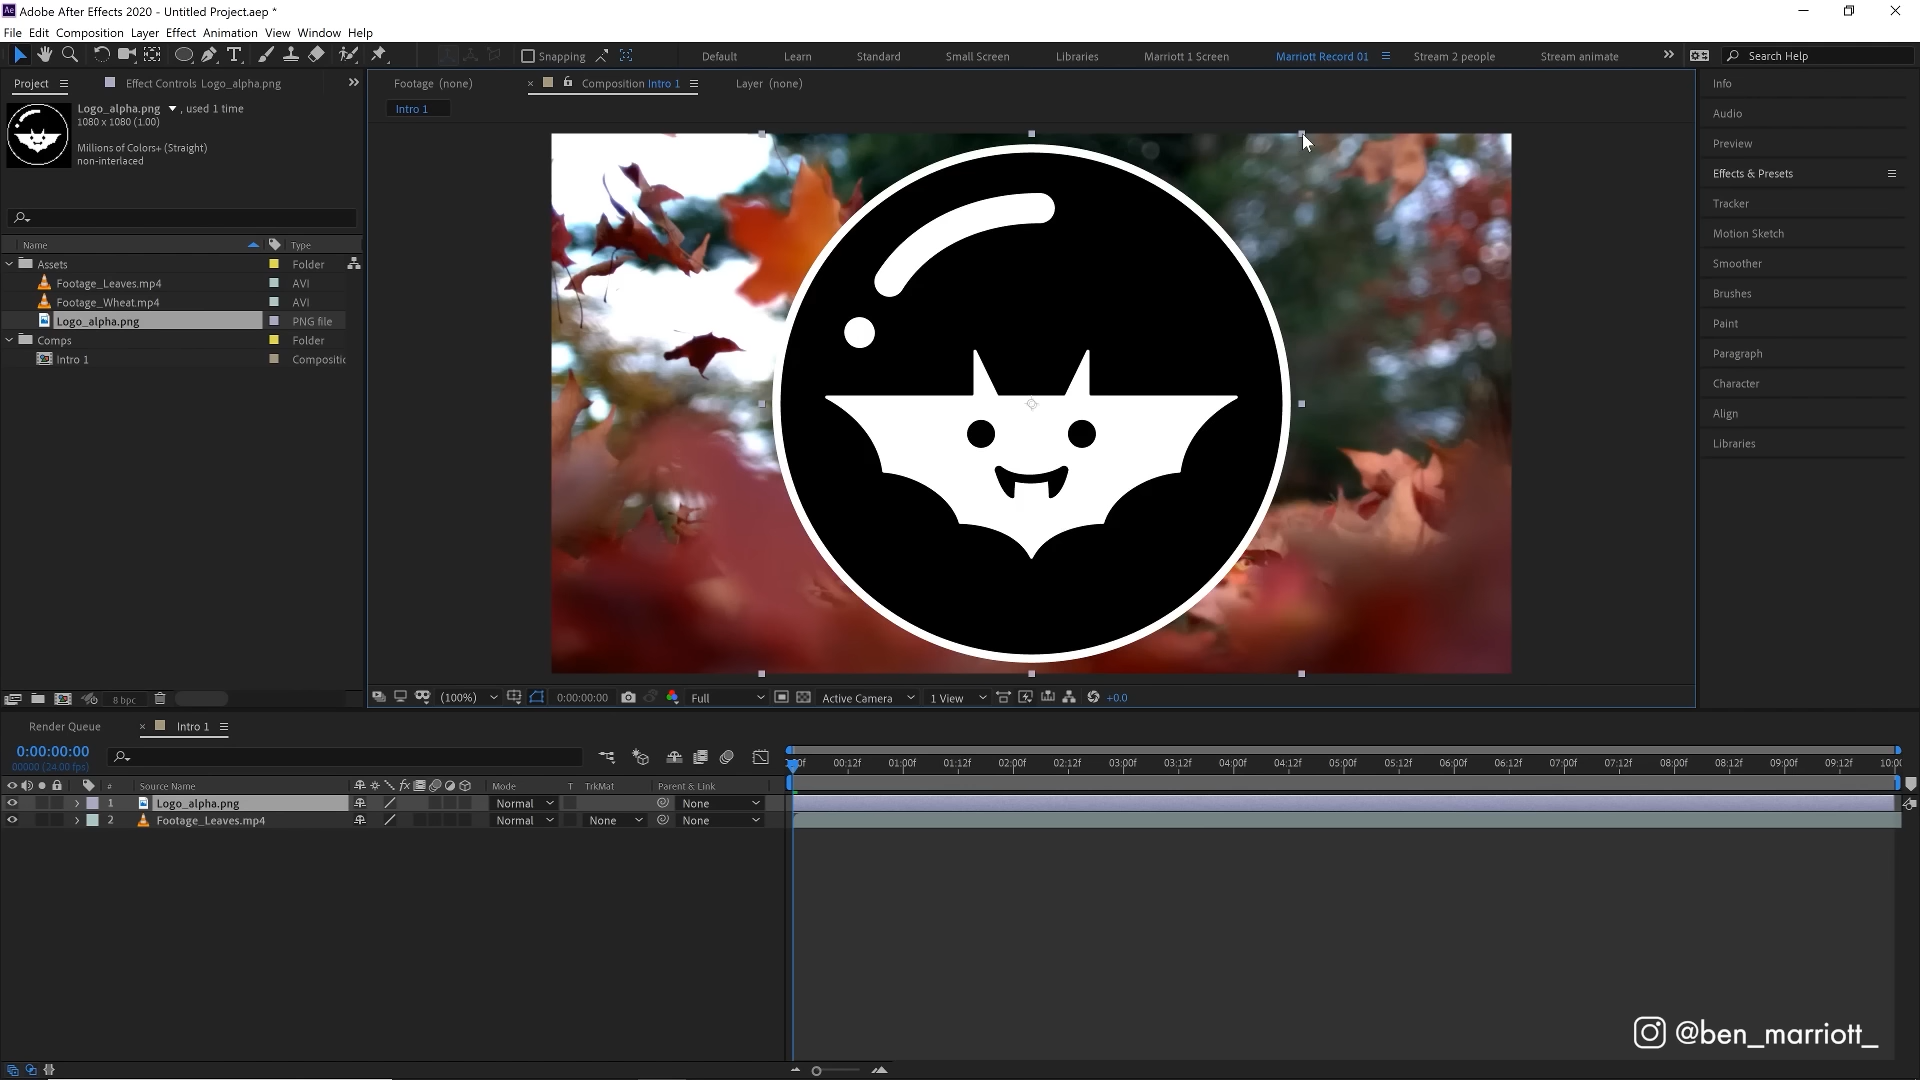 Adobe After Effects 2020 - Untitled Project.aep *
File Edit Composition Layer Effect Animation View Window Help
Snapping
Default Learn Standard Small Screen Libraries Marriott 1 Screen Marriott Record 01 Stream 2 people Stream animate
Search Help
Project
Effect Controls Logo_alpha.png
Footage (none)
Composition Intro 1
Layer (none)
Info
Logo_alpha.png , used 1 time
1080 x 1080 (1.00)
Millions of Colors+ (Straight)
non-interlaced
Intro 1
Audio
Preview
Effects & Presets
Tracker
Motion Sketch
Smoother
Brushes
Paint
Paragraph
Character
Align
Libraries
Name Type
Assets Folder
Footage_Leaves.mp4 AVI
Footage_Wheat.mp4 AVI
Logo_alpha.png PNG file
Comps Folder
Intro 1 Compositic
8 bpc
(100%) 0:00:00:00 Full Active Camera 1 View +0.0
Render Queue
Intro 1
0:00:00:00
00000 (24.00 fps)
00f 00:12f 01:00f 01:12f 02:00f 02:12f 03:00f 03:12f 04:00f 04:12f 05:00f 05:12f 06:00f 06:12f 07:00f 07:12f 08:00f 08:12f 09:00f 09:12f 10:0
# Source Name Mode T TrkMat Parent & Link
1 Logo_alpha.png Normal None
2 Footage_Leaves.mp4 Normal None None
@ben_marriott_